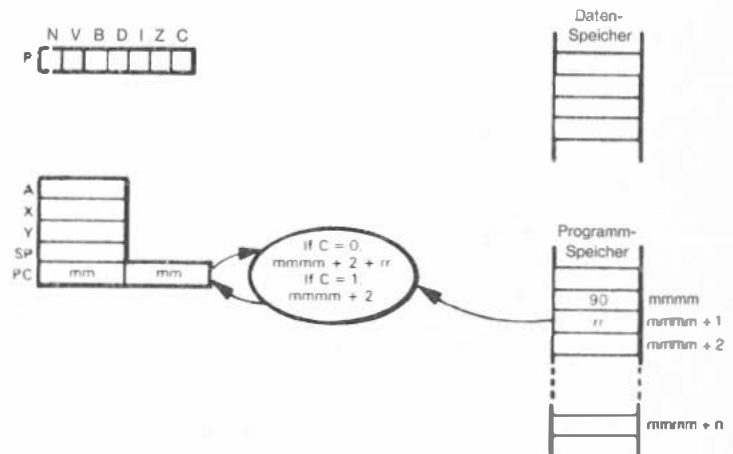 N V B D I Z C
P
Daten-
Speicher
A
X
Y
SP
PC mm mm
If C = 0.
mmmm + 2 + rr
If C = 1.
mmmm + 2
Programm-
Speicher
90 mmmm
rr mmmm + 1
mmmm + 2
mmmm + n